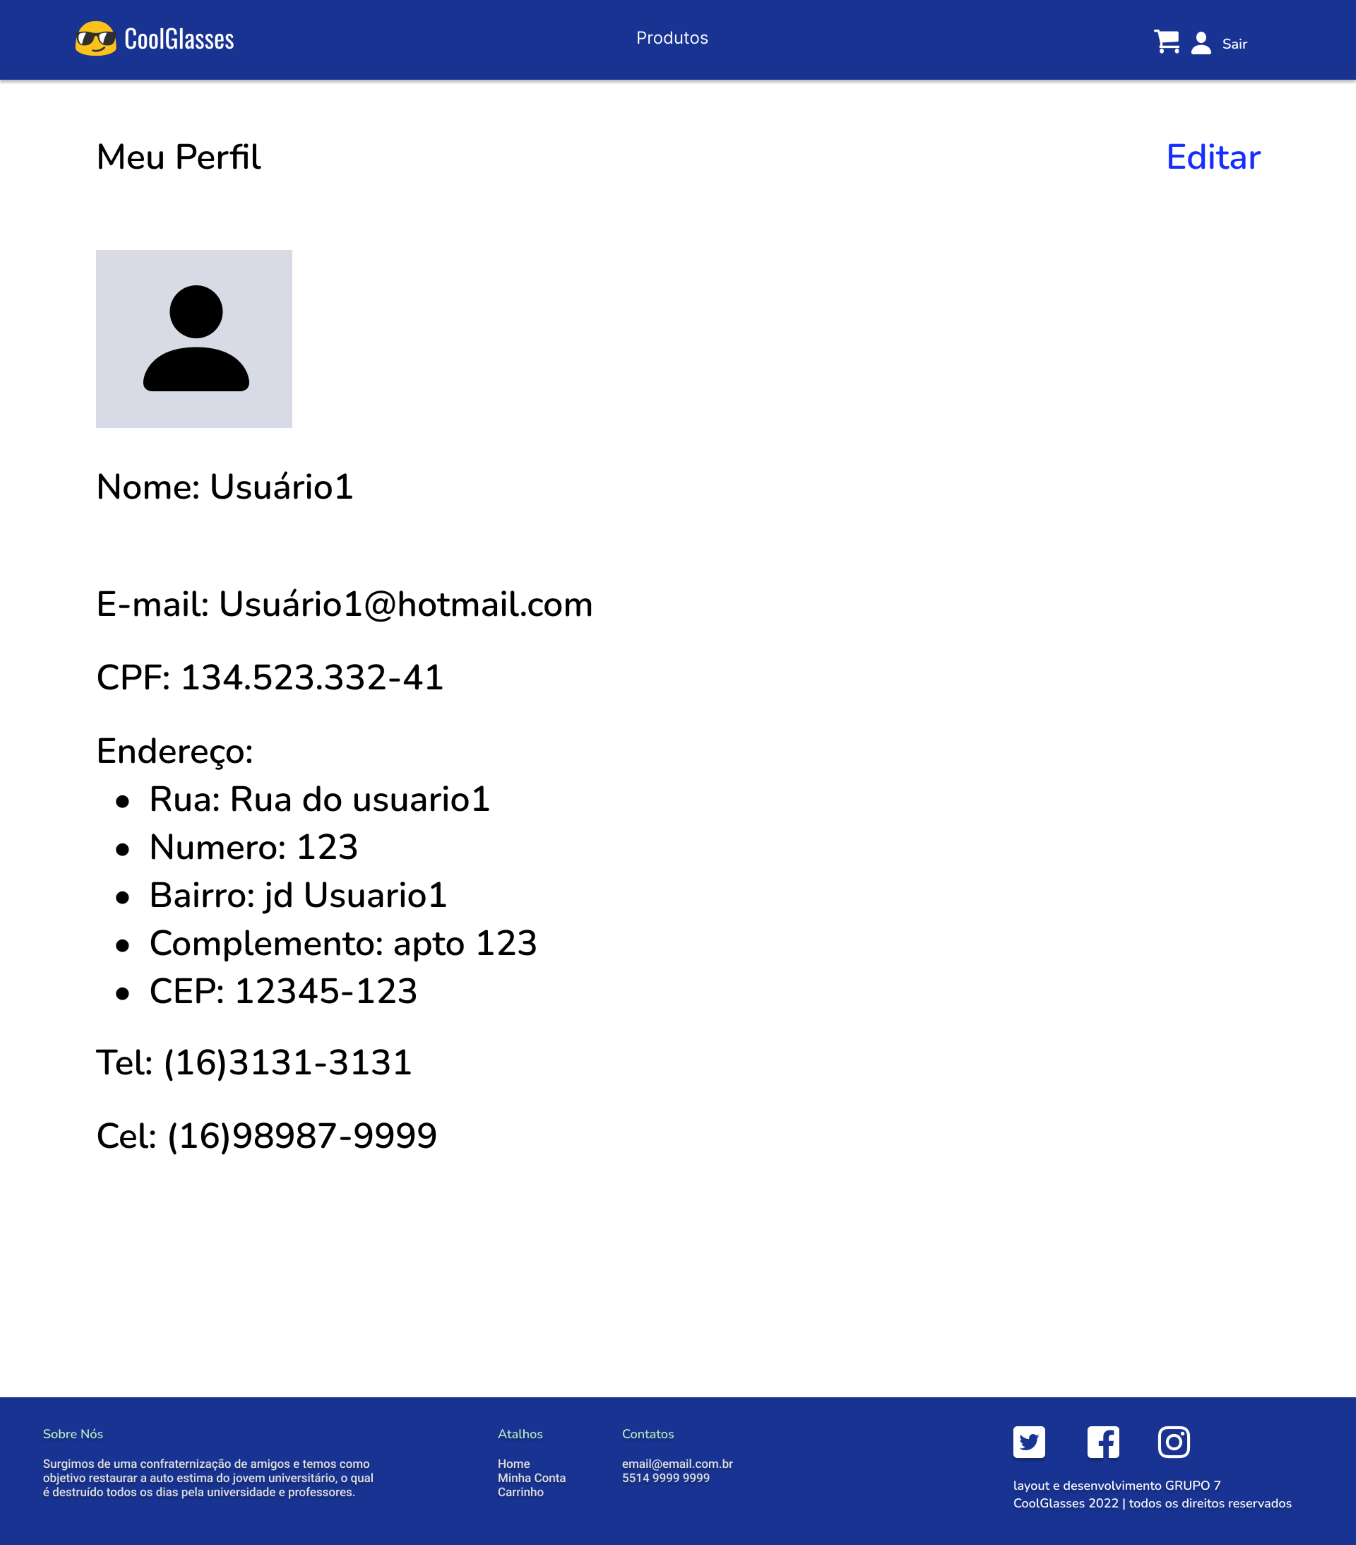 CoolGlasses
Produtos
Sair
Meu Perfil
Editar
Nome: Usuário1
E-mail: Usuário1@hotmail.com
CPF: 134.523.332-41
Endereço:
• Rua: Rua do usuario1
• Numero: 123
• Bairro: jd Usuario1
• Complemento: apto 123
• CEP: 12345-123
Tel: (16)3131-3131
Cel: (16)98987-9999
Sobre Nós
Surgimos de uma confraternização de amigos e temos como
objetivo restaurar a auto estima do jovem universitário, o qual
é destruído todos os dias pela universidade e professores.
Atalhos
Home
Minha Conta
Carrinho
Contatos
email@email.com.br
5514 9999 9999
layout e desenvolvimento GRUPO 7
CoolGlasses 2022 | todos os direitos reservados